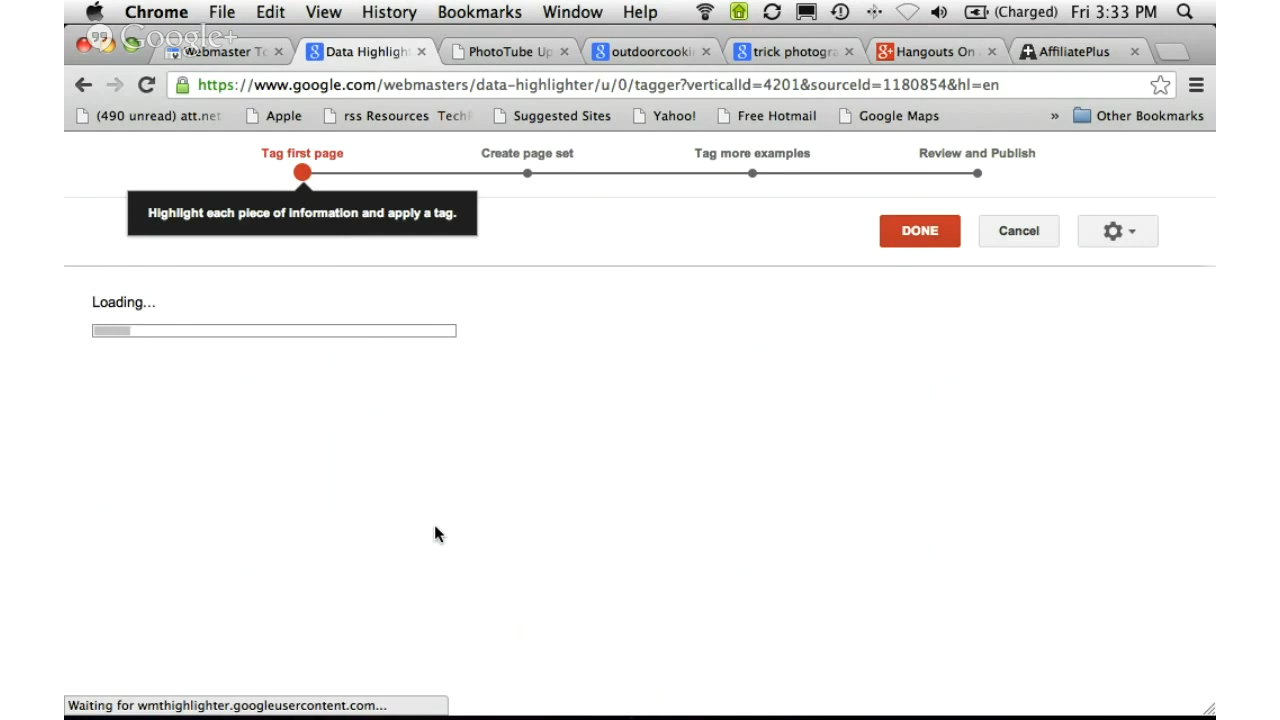 Chrome File Edit View History Bookmarks Window Help (Charged) Fri 3:33 PM
Google+
Webmaster To Data Highlight PhotoTube Up outdoorcooki trick photogra Hangouts On AffiliatePlus
https://www.google.com/webmasters/data-highlighter/u/0/tagger?verticalId=4201&sourceId=1180854&hl=en
(490 unread) att.net Apple rss Resources Tech Suggested Sites Yahoo! Free Hotmail Google Maps » Other Bookmarks
Tag first page Create page set Tag more examples Review and Publish
Highlight each piece of information and apply a tag.
DONE Cancel
Loading...
Waiting for wmthighlighter.googleusercontent.com...